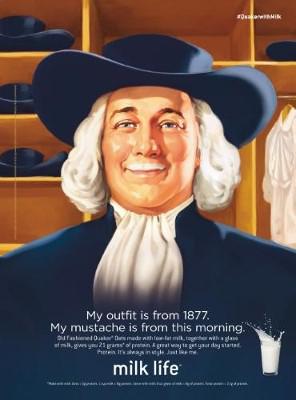 #QuakerwithMilk
My outfit is from 1877.
My mustache is from this morning.
Old Fashioned Quaker® Oats made with low-fat milk, together with a glass
of milk, gives you 21 grams* of protein. A great way to get your day started.
Protein. It's always in style. Just like me.
milk life